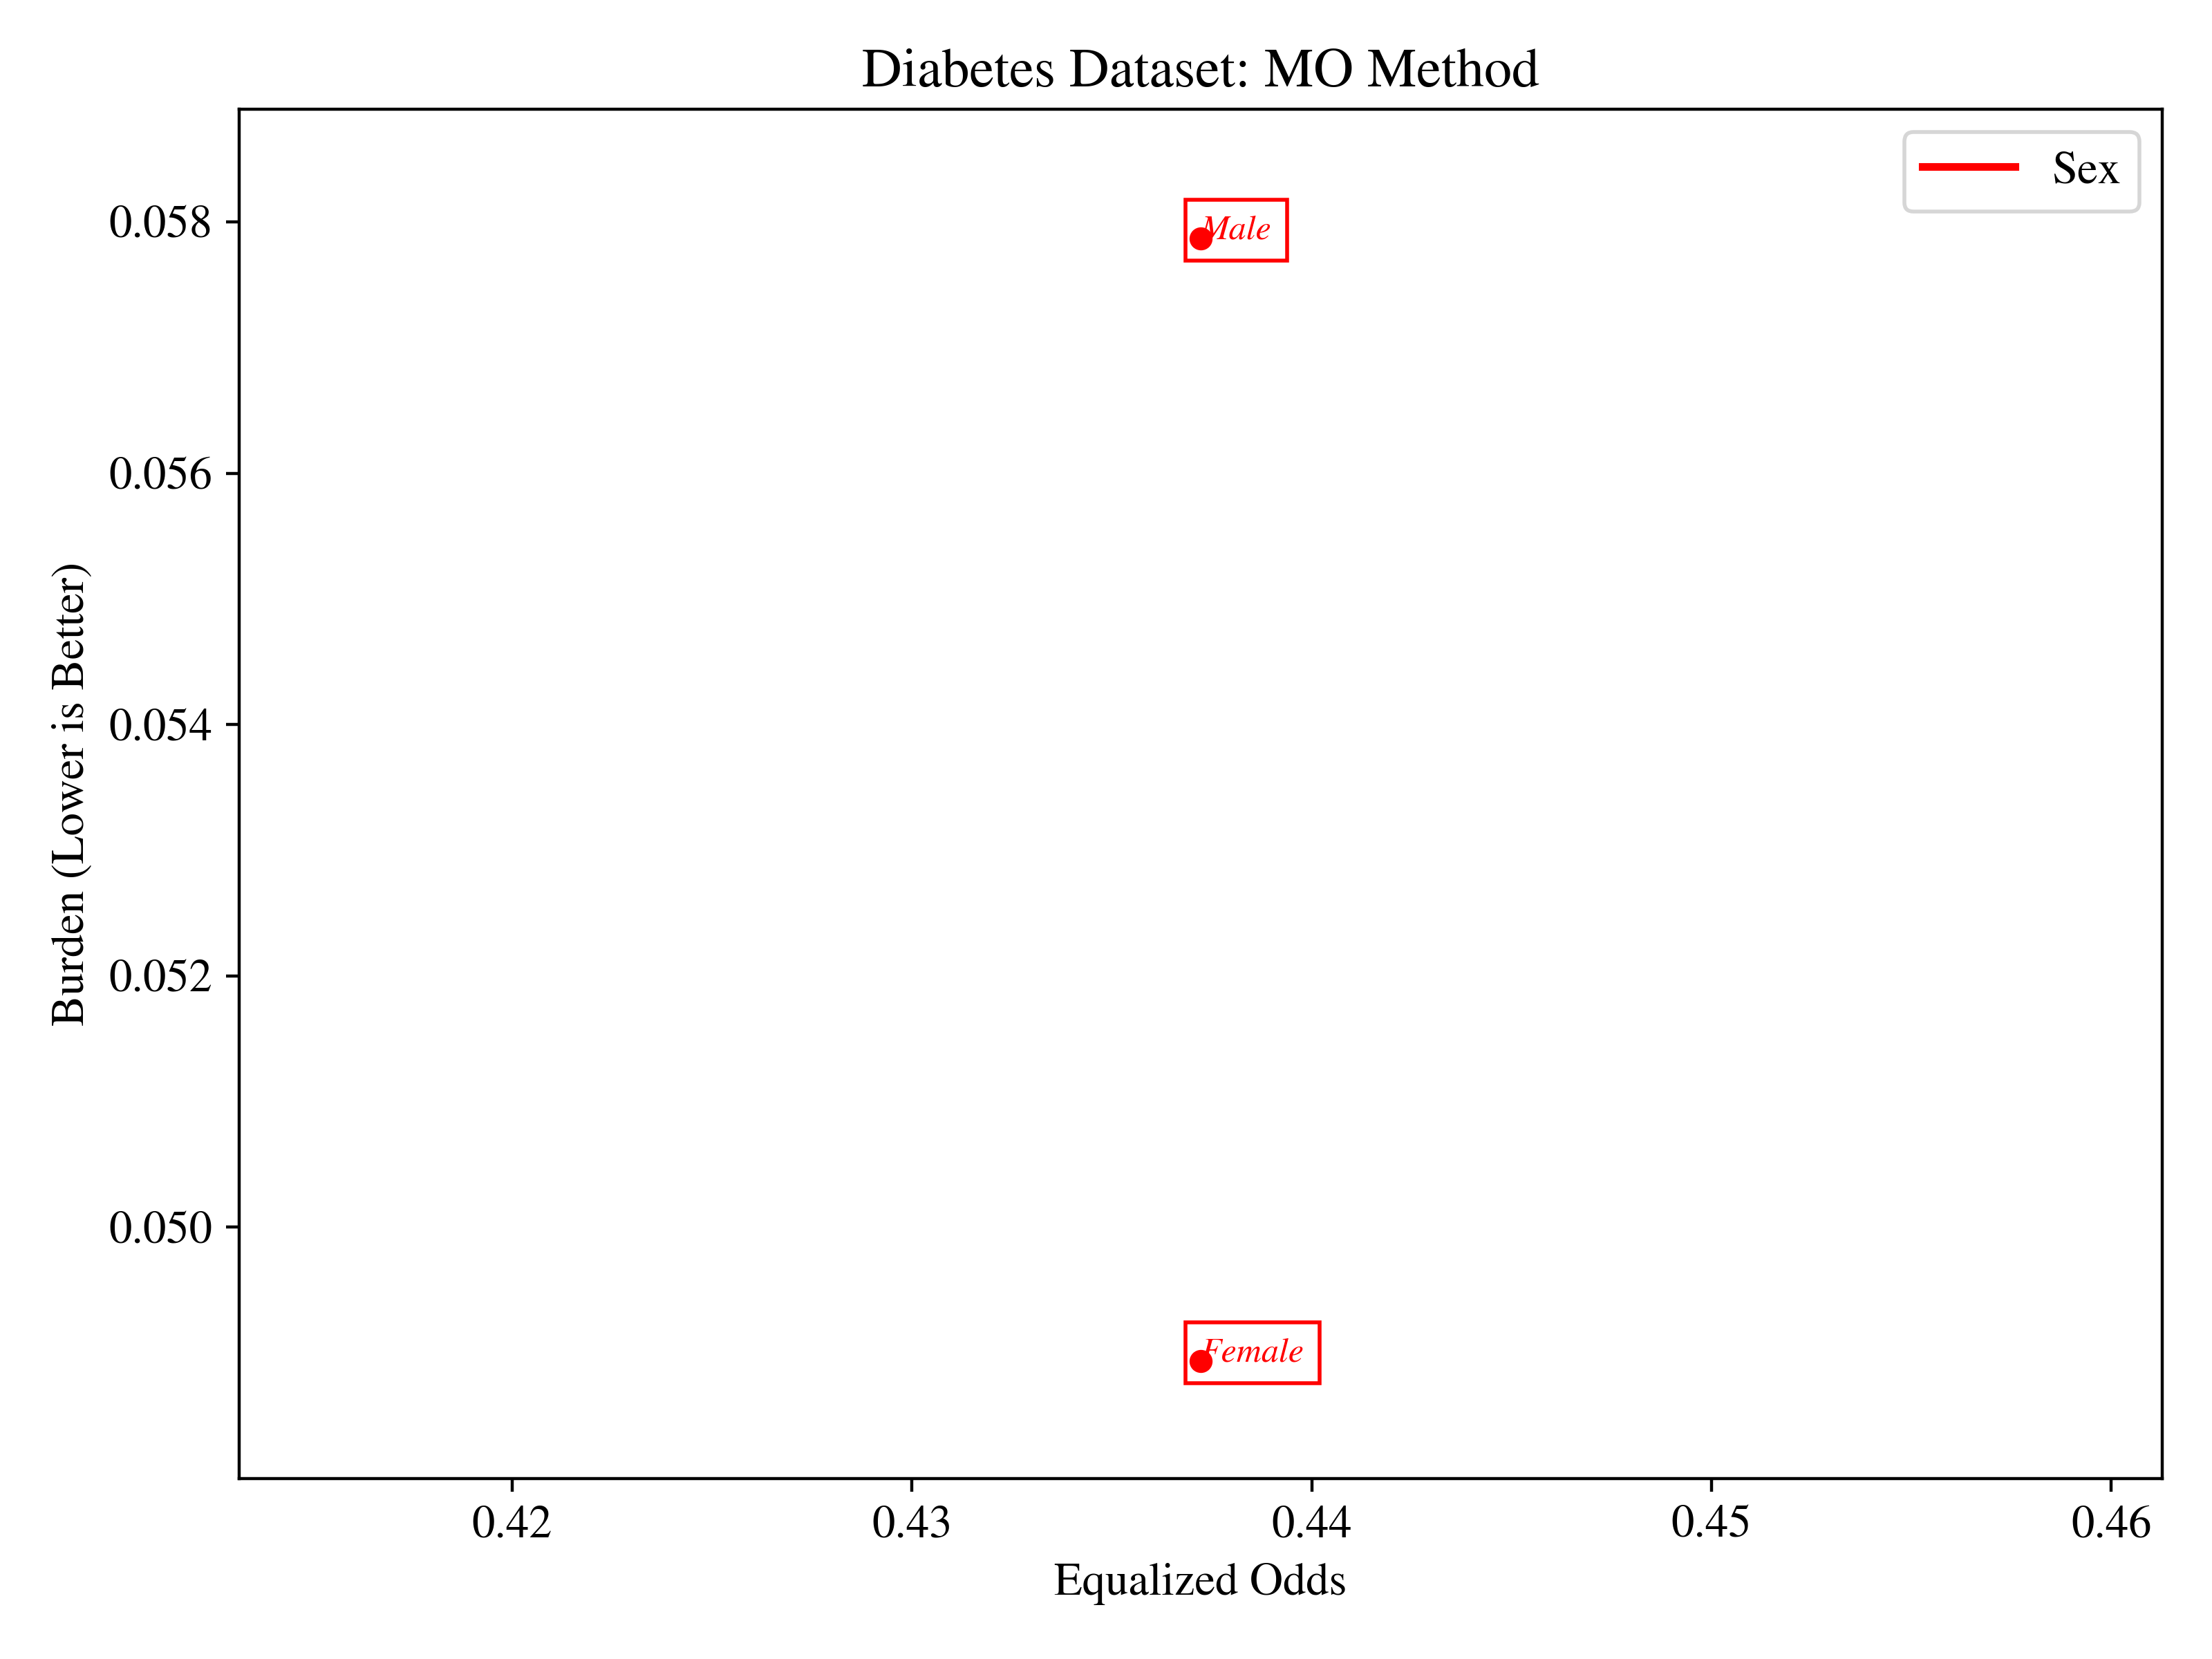 Diabetes Dataset: MO Method
Sex
Male
Female
0.058
0.056
0.054
0.052
0.050
Burden (Lower is Better)
0.42
0.43
0.44
0.45
0.46
Equalized Odds